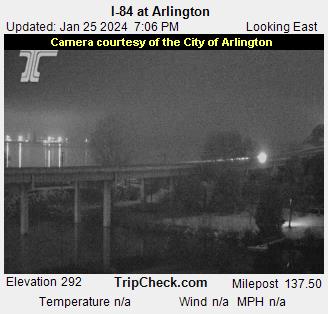 I-84 at Arlington
Updated: Jan 25 2024 7:06 PM Looking East
Camera courtesy of the City of Arlington
Elevation 292 TripCheck.com Milepost 137.50
Temperature n/a Wind n/a MPH n/a